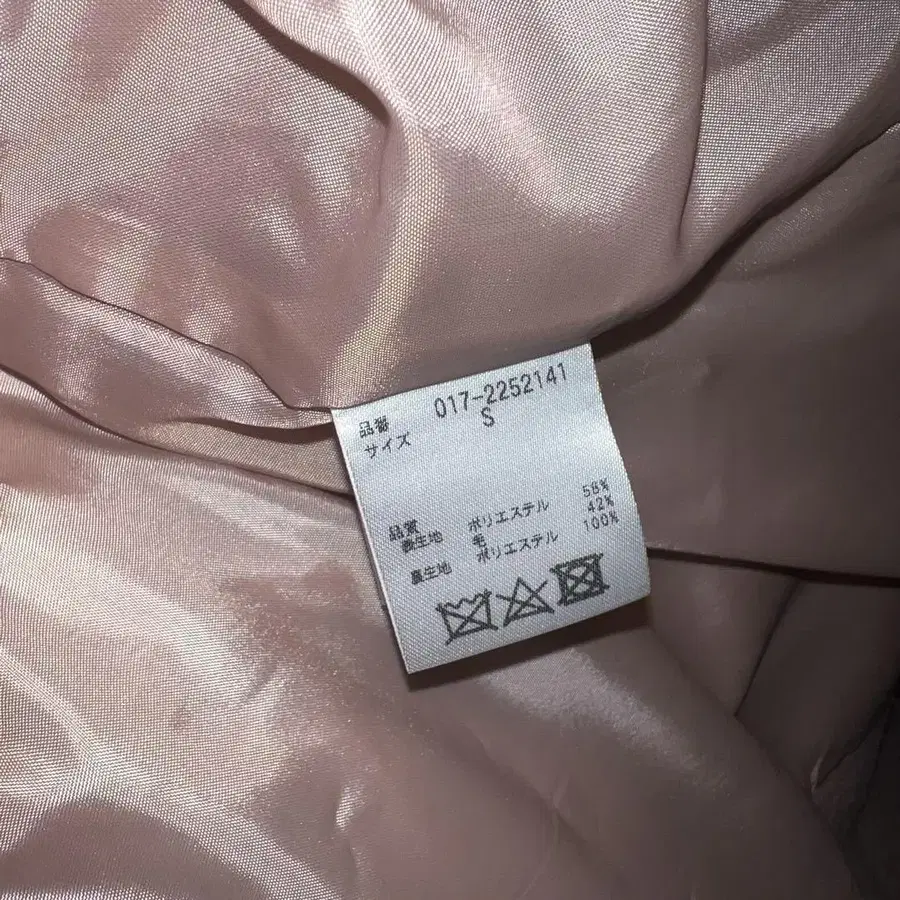 品番 017-2252141
サイズ S
品質
表生地 ポリエステル 58%
毛 42%
裏生地 ポリエステル 100%